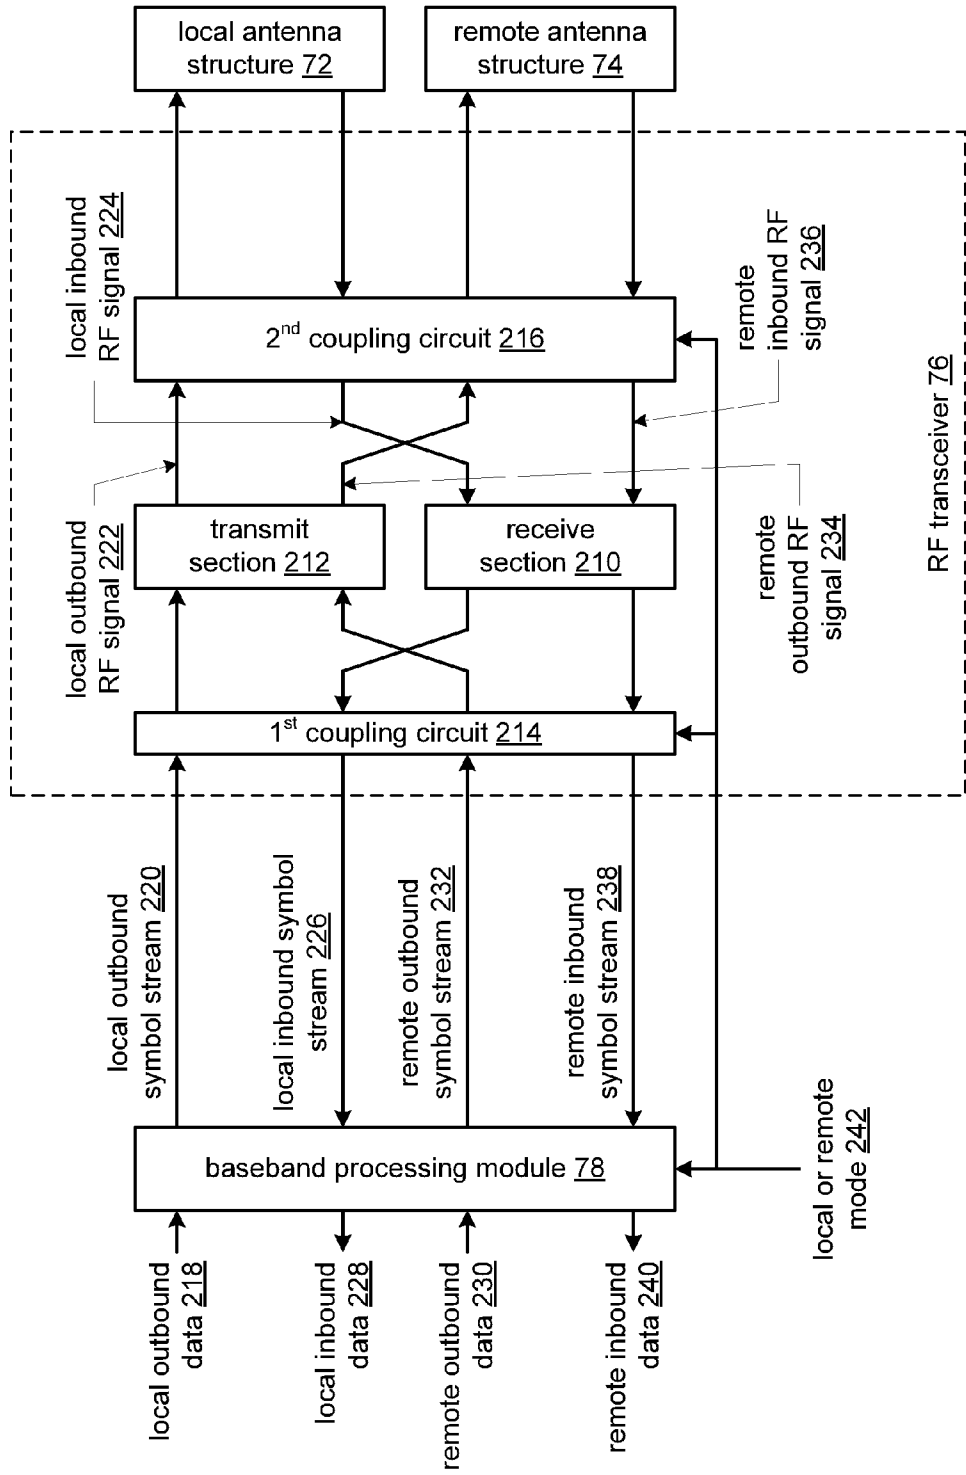 local antenna
structure 72
remote antenna
structure 74
local inbound
RF signal 224
remote
inbound RF
signal 236
2nd coupling circuit 216
RF transceiver 76
local outbound
RF signal 222
transmit
section 212
receive
section 210
remote
outbound RF
signal 234
1st coupling circuit 214
local outbound
symbol stream 220
local inbound symbol
stream 226
remote outbound
symbol stream 232
remote inbound
symbol stream 238
baseband processing module 78
local or remote
mode 242
local outbound
data 218
local inbound
data 228
remote outbound
data 230
remote inbound
data 240